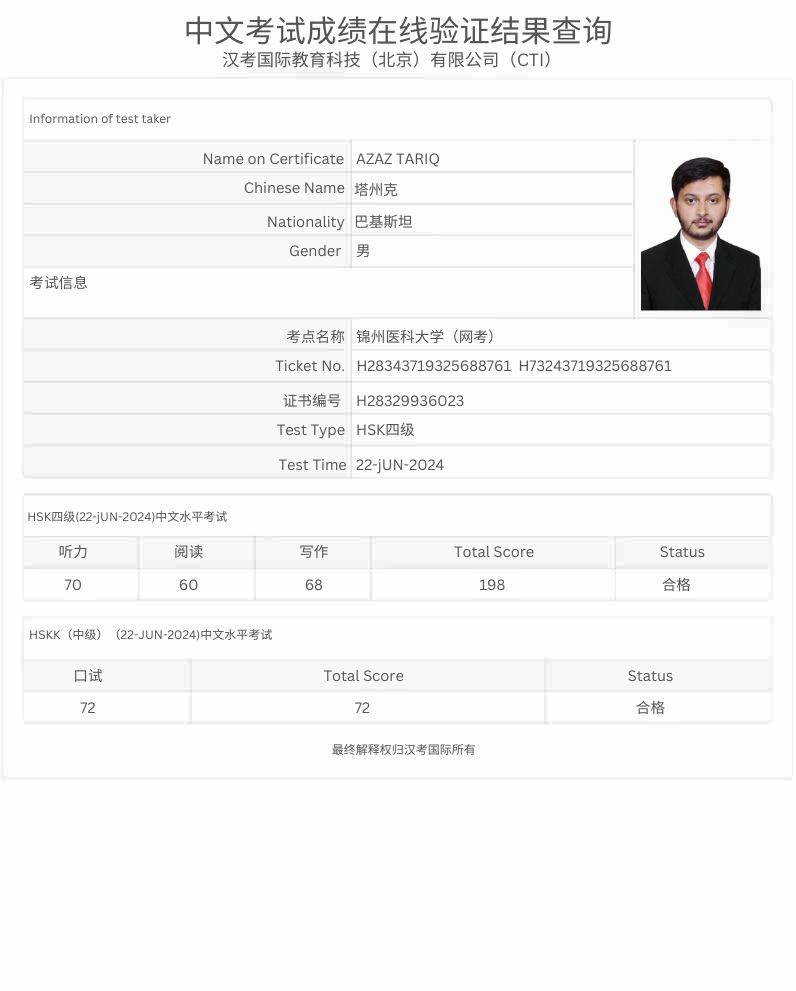 中文考试成绩在线验证结果查询
汉考国际教育科技（北京）有限公司（CTI）
Information of test taker
Name on Certificate AZAZ TARIQ
Chinese Name 塔州克
Nationality 巴基斯坦
Gender 男
考试信息
考点名称 锦州医科大学（网考）
Ticket No. H28343719325688761 H73243719325688761
证书编号 H28329936023
Test Type HSK四级
Test Time 22-jUN-2024
HSK四级(22-jUN-2024)中文水平考试
听力 阅读 写作 Total Score Status
70 60 68 198 合格
HSKK（中级）（22-JUN-2024)中文水平考试
口试 Total Score Status
72 72 合格
最终解释权归汉考国际所有